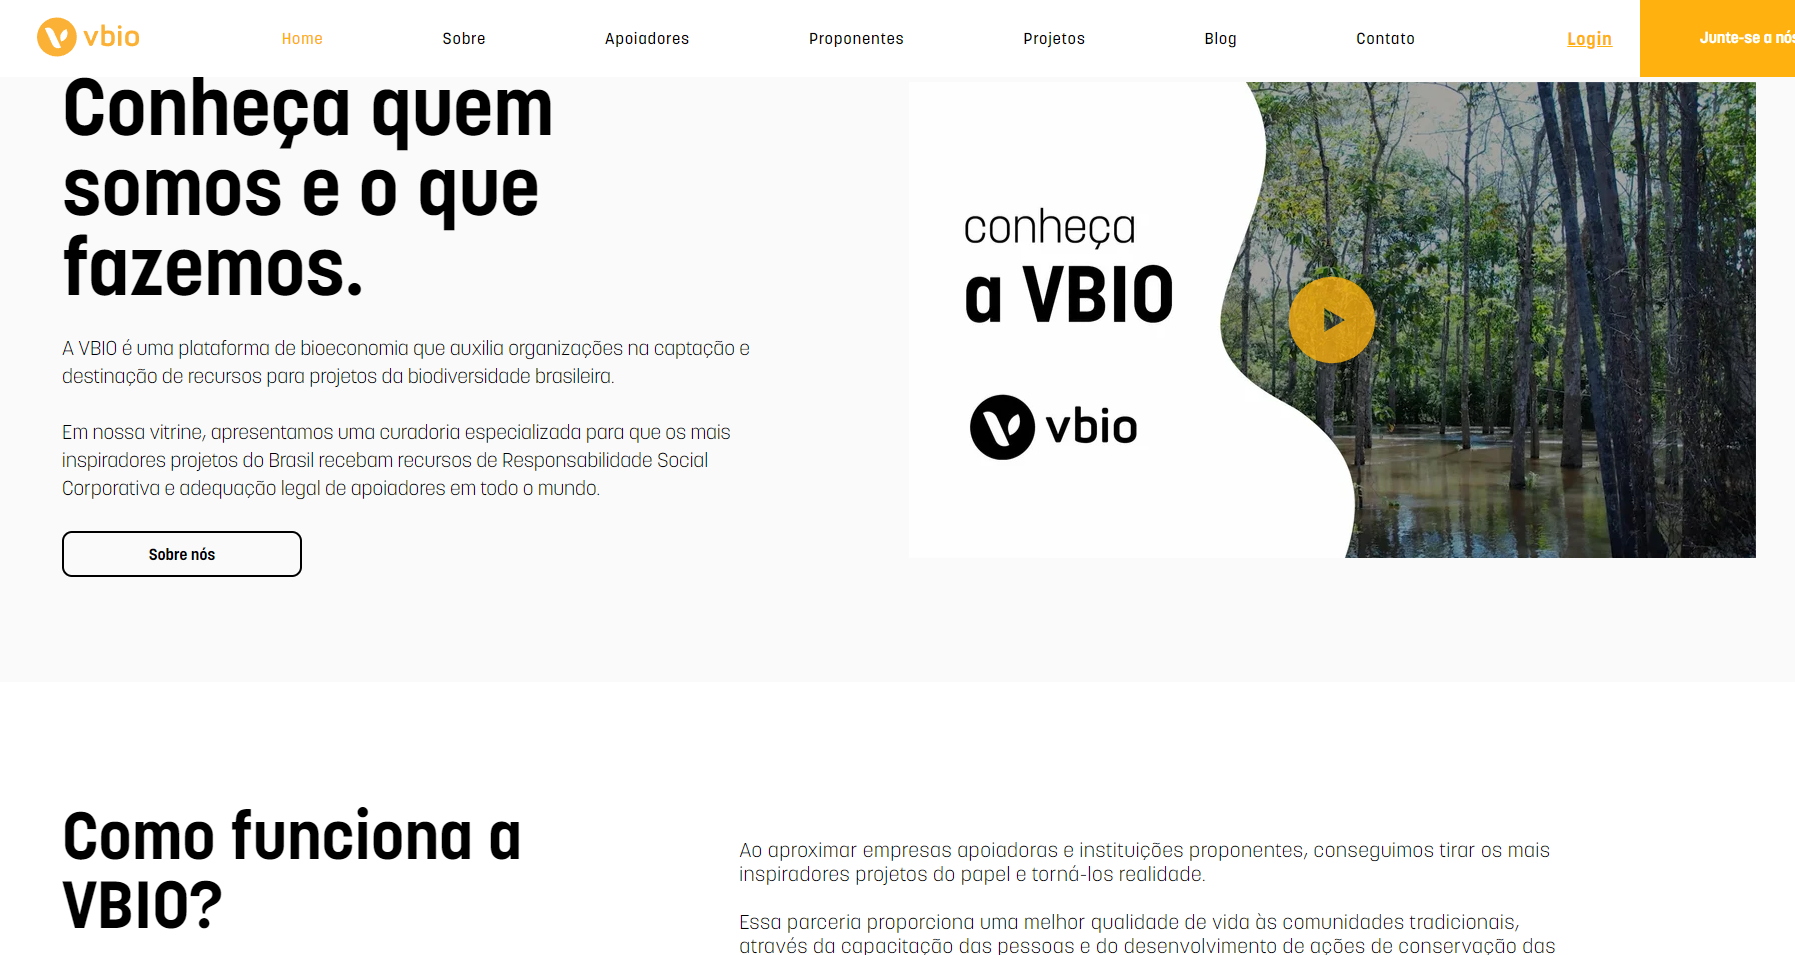 vbio
Home
Sobre
Apoiadores
Proponentes
Projetos
Blog
Contato
Login
Junte-se a nós
Conheça quem
somos e o que
fazemos.
A VBIO é uma plataforma de bioeconomia que auxilia organizações na captação e
destinação de recursos para projetos da biodiversidade brasileira.
Em nossa vitrine, apresentamos uma curadoria especializada para que os mais
inspiradores projetos do Brasil recebam recursos de Responsabilidade Social
Corporativa e adequação legal de apoiadores em todo o mundo.
Sobre nós
conheça
a VBIO
vbio
Como funciona a
VBIO?
Ao aproximar empresas apoiadoras e instituições proponentes, conseguimos tirar os mais
inspiradores projetos do papel e torná-los realidade.
Essa parceria proporciona uma melhor qualidade de vida às comunidades tradicionais,
através da capacitação das pessoas e do desenvolvimento de ações de conservação das